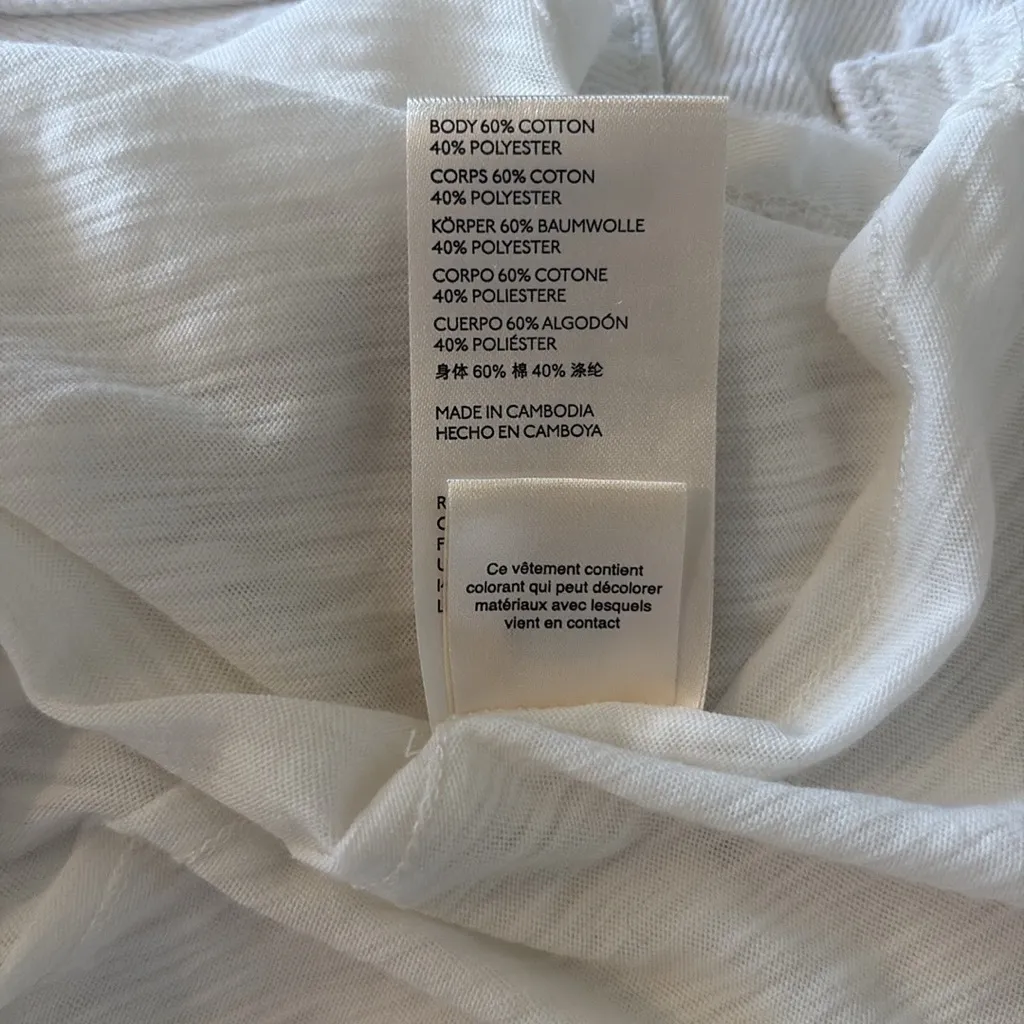 BODY 60% COTTON
40% POLYESTER
CORPS 60% COTON
40% POLYESTER
KÖRPER 60% BAUMWOLLE
40% POLYESTER
CORPO 60% COTONE
40% POLIESTERE
CUERPO 60% ALGODÓN
40% POLIÉSTER
身体 60% 棉 40% 涤纶
MADE IN CAMBODIA
HECHO EN CAMBOYA
Ce vêtement contient
colorant qui peut décolorer
matériaux avec lesquels
vient en contact